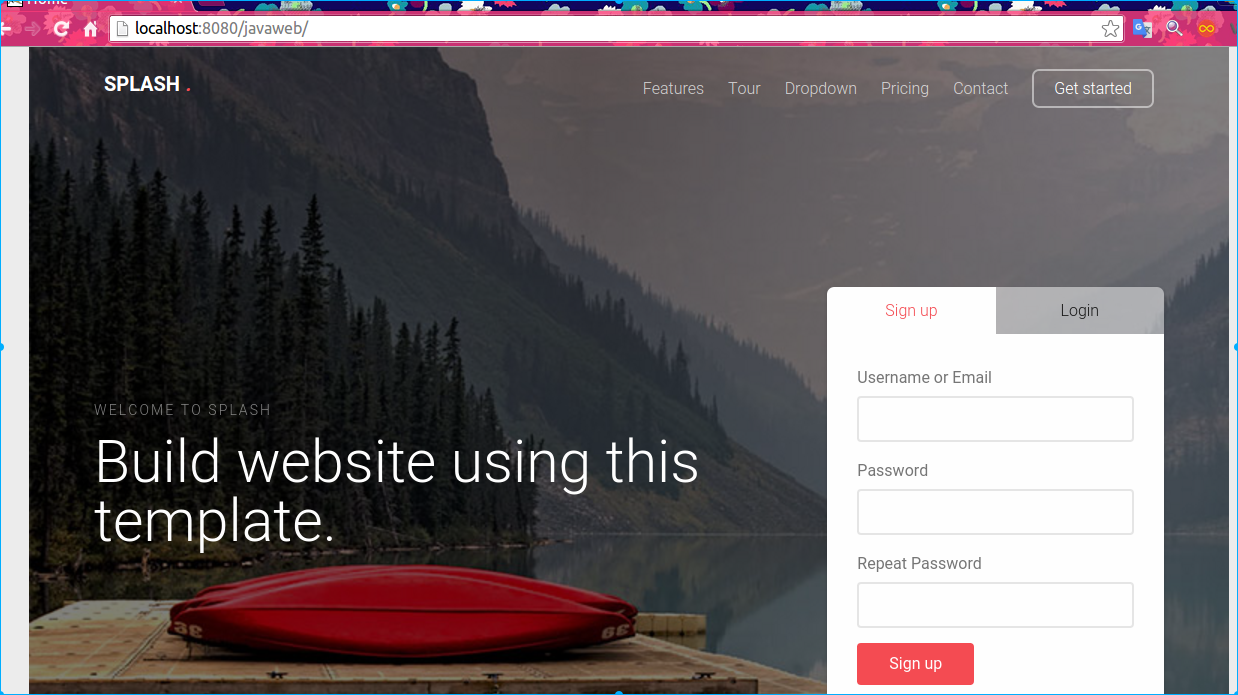 Home
localhost:8080/javaweb/
SPLASH .
Features Tour Dropdown Pricing Contact Get started
Sign up Login
Username or Email
WELCOME TO SPLASH
Build website using this
template.
Password
Repeat Password
Sign up